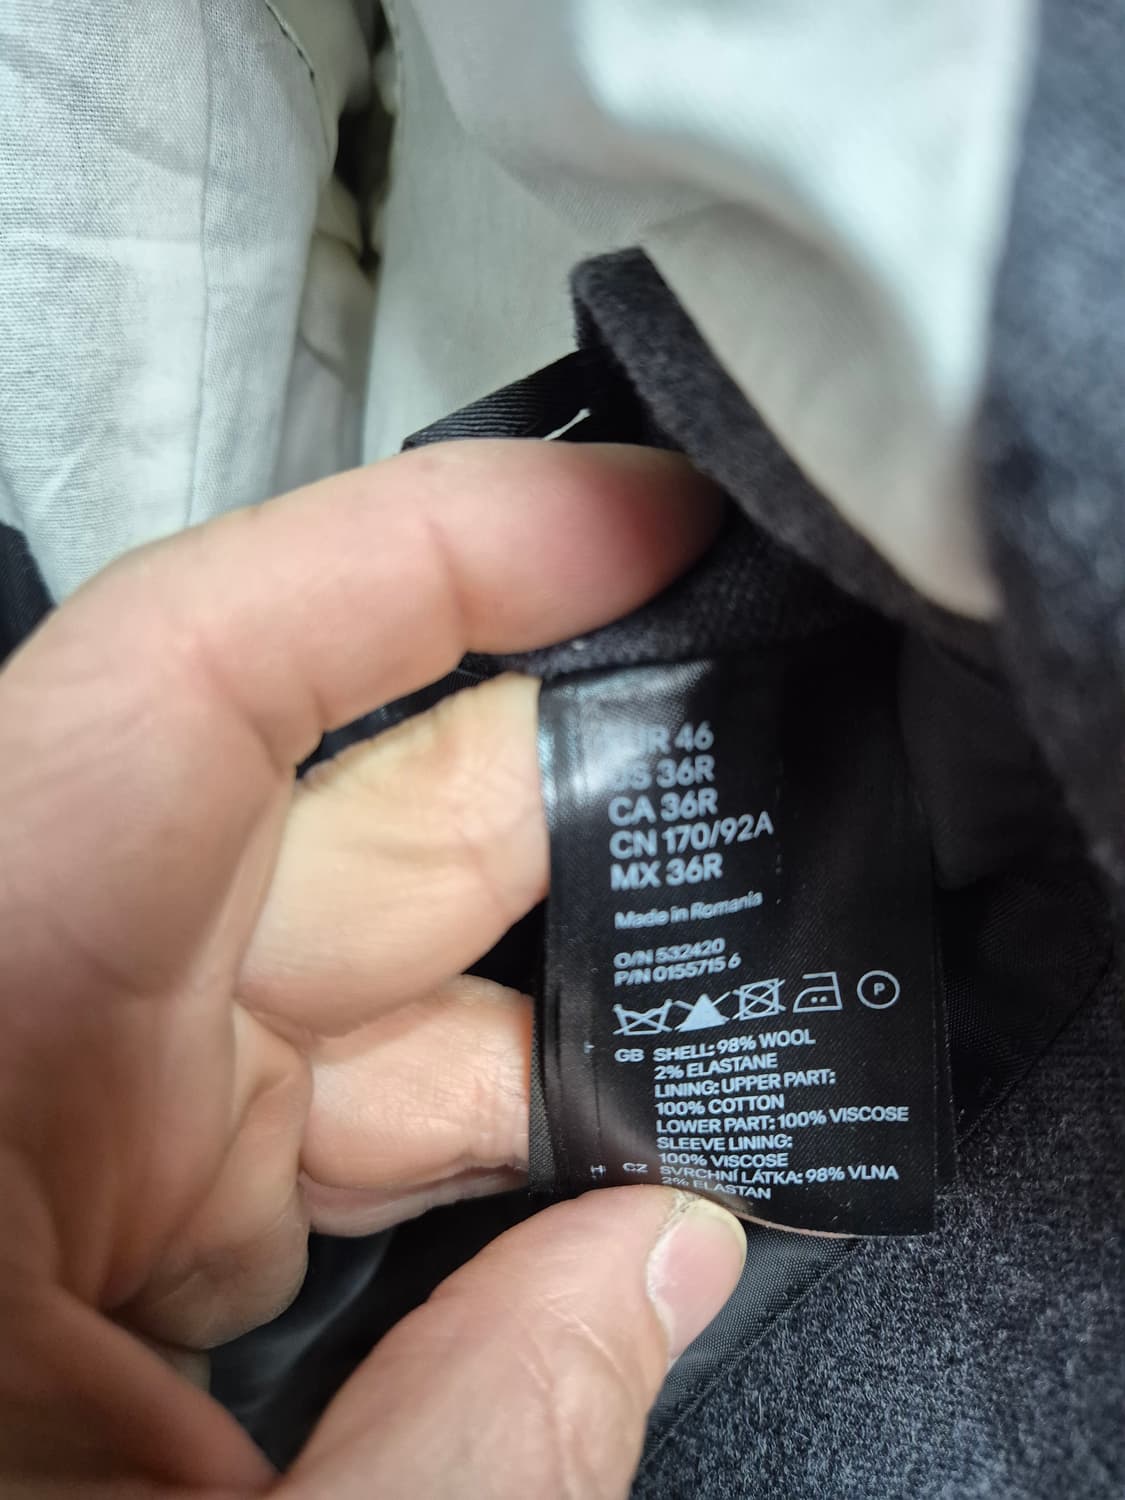 EUR 46
US 36R
CA 36R
CN 170/92A
MX 36R
Made in Romania
O/N 532420
P/N 0155715 6
P
GB SHELL: 98% WOOL
2% ELASTANE
LINING: UPPER PART:
100% COTTON
LOWER PART: 100% VISCOSE
SLEEVE LINING:
100% VISCOSE
CZ SVRCHNÍ LÁTKA: 98% VLNA
2% ELASTAN